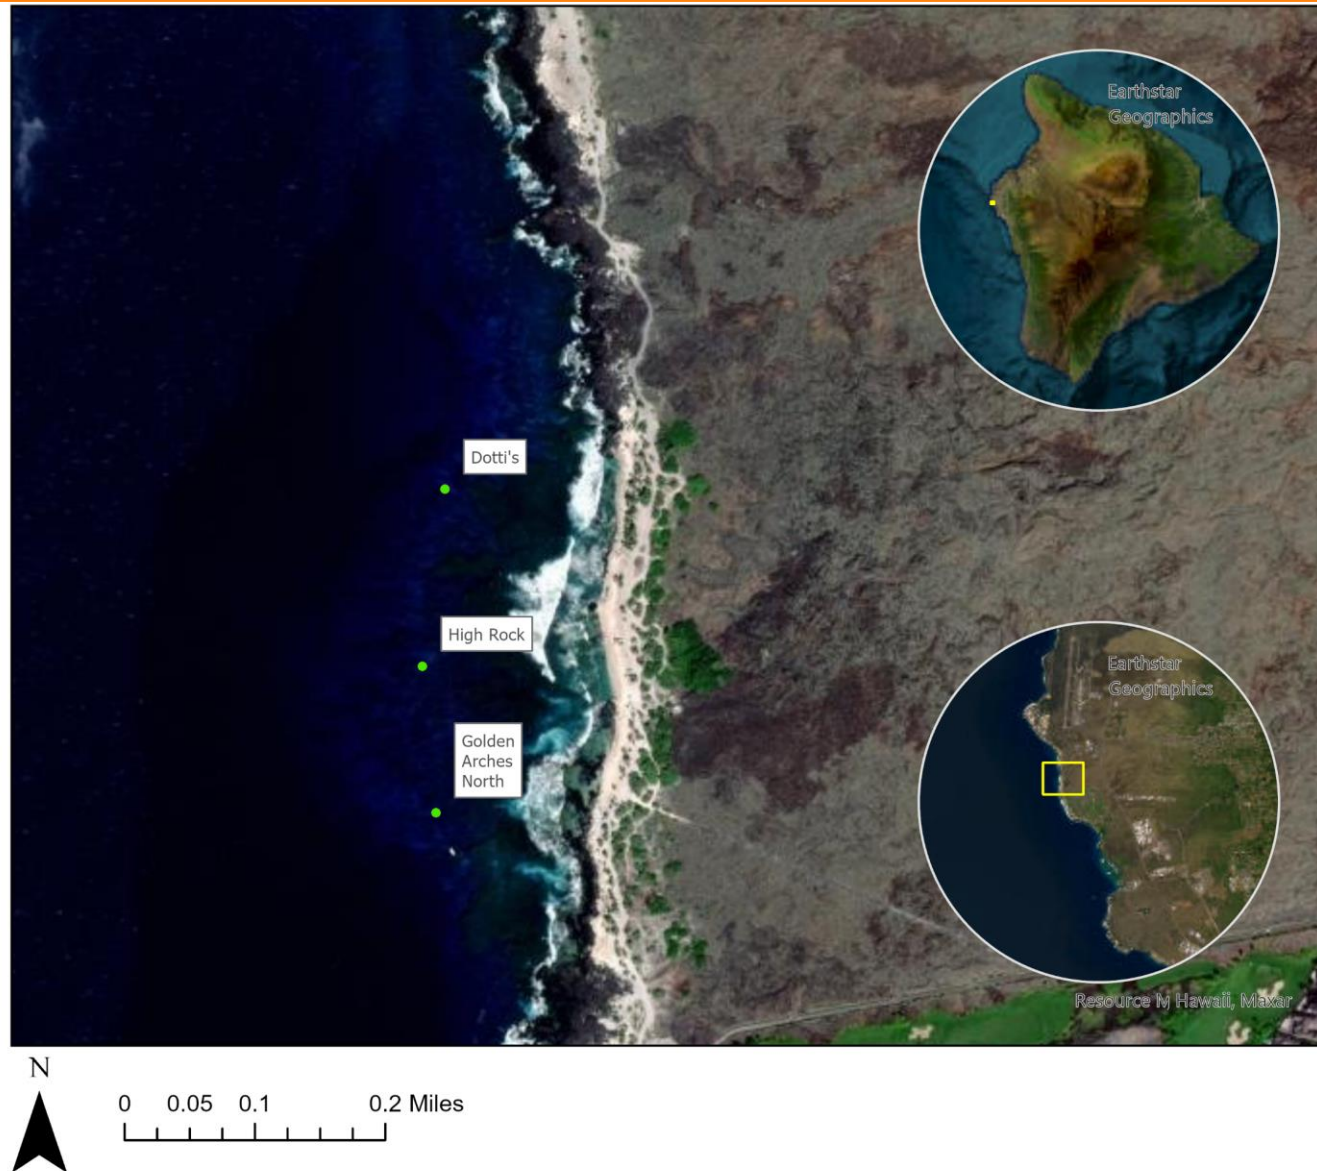 Earthstar
Geographics
Dotti's
High Rock
Earthstar
Geographics
Golden
Arches
North
Hawaii, Maxar
N
0 0.05 0.1 0.2 Miles